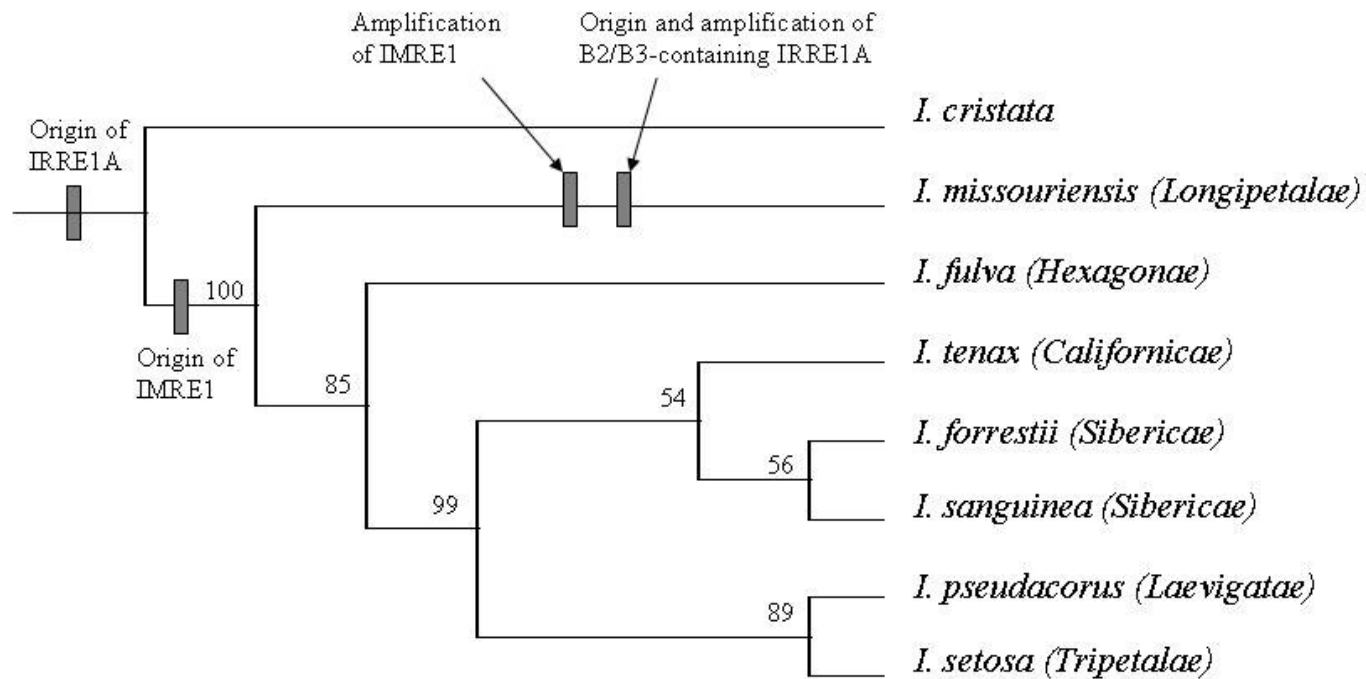 Amplification
of IMRE1
Origin and amplification of
B2/B3-containing IRRE1A
Origin of
IRRE1A
I. cristata
I. missouriensis (Longipetalae)
100
Origin of
IMRE1
I. fulva (Hexagonae)
85
I. tenax (Californicae)
54
I. forrestii (Sibericae)
56
I. sanguinea (Sibericae)
99
I. pseudacorus (Laevigatae)
89
I. setosa (Tripetalae)